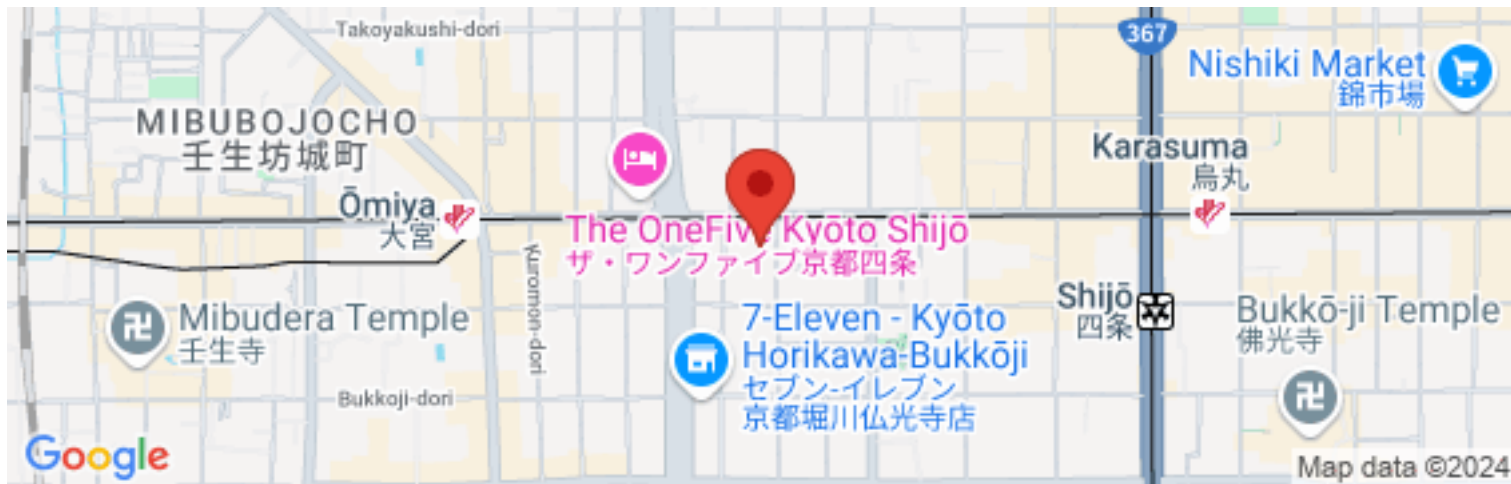 Takoyakushi-dori
367
Nishiki Market
錦市場
MIBUBOJOCHO
壬生坊城町
Karasuma
烏丸
Ōmiya
大宮
The OneFive Kyōto Shijō
ザ・ワンファイブ京都四条
Kuromon-dori
Shijō
四条
Bukkō-ji Temple
佛光寺
Mibudera Temple
壬生寺
7-Eleven - Kyōto
Horikawa-Bukkōji
セブン-イレブン
京都堀川仏光寺店
Bukkoji-dori
Google
Map data ©2024